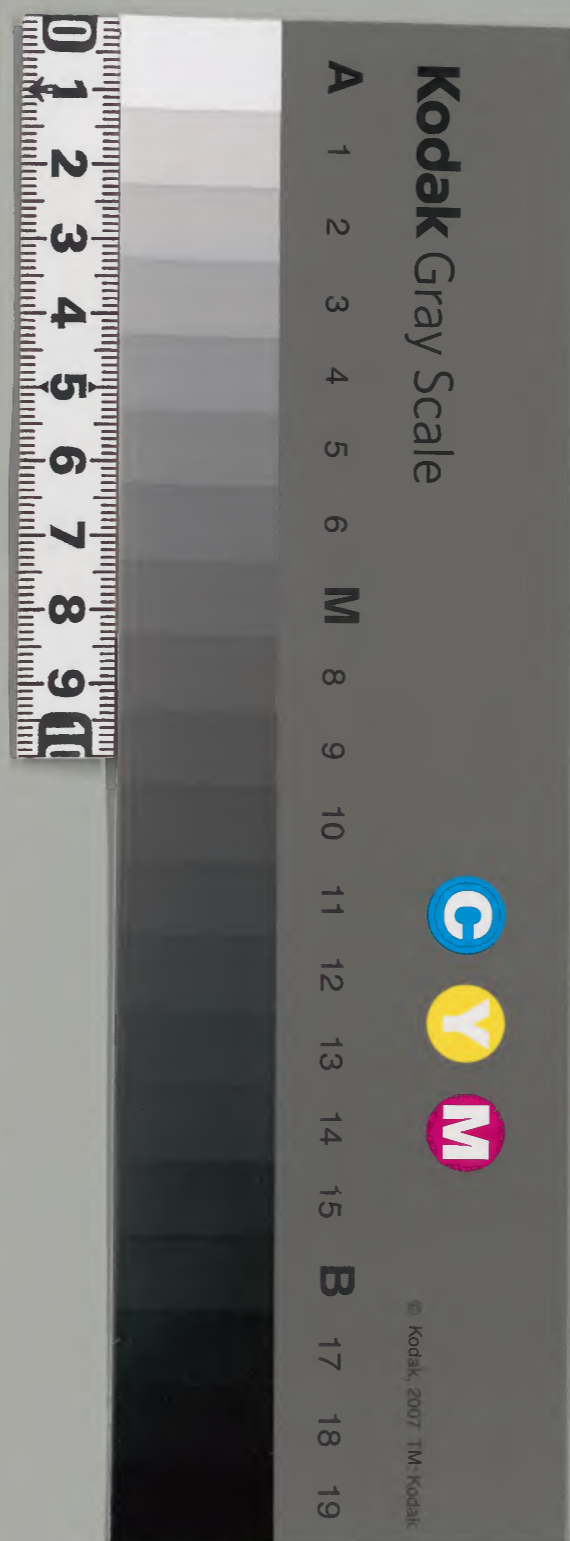 Kodak Gray Scale
C Y M
© Kodak, 2007 TM: Kodak
A 1 2 3 4 5 6 M 8 9 10 11 12 13 14 15 B 17 18 19
0 1 2 3 4 5 6 7 8 9 10